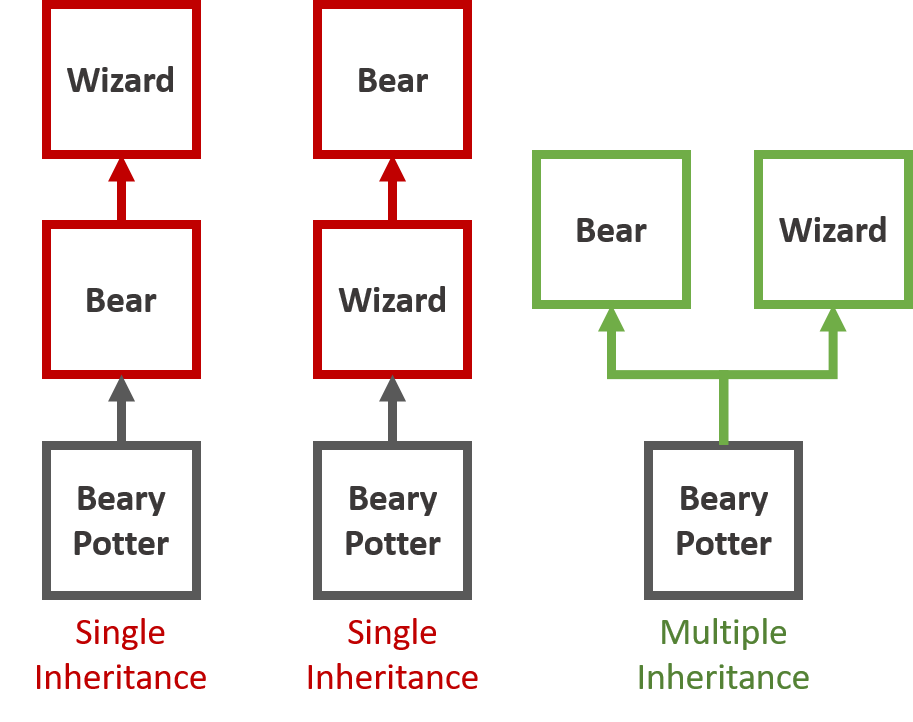 Wizard
Bear
Beary
Potter
Single
Inheritance
Bear
Wizard
Beary
Potter
Single
Inheritance
Bear
Wizard
Beary
Potter
Multiple
Inheritance